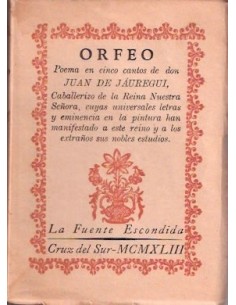 ORFEO
Poema en cinco cantos de don
JUAN DE JÁUREGUI,
Caballerizo de la Reina Nuestra
Señora, cuyas universales letras
y eminencia en la pintura han
manifestado a este reino y a los
extraños sus nobles estudios.
La Fuente Escondida
Cruz del Sur-MCMXLIII